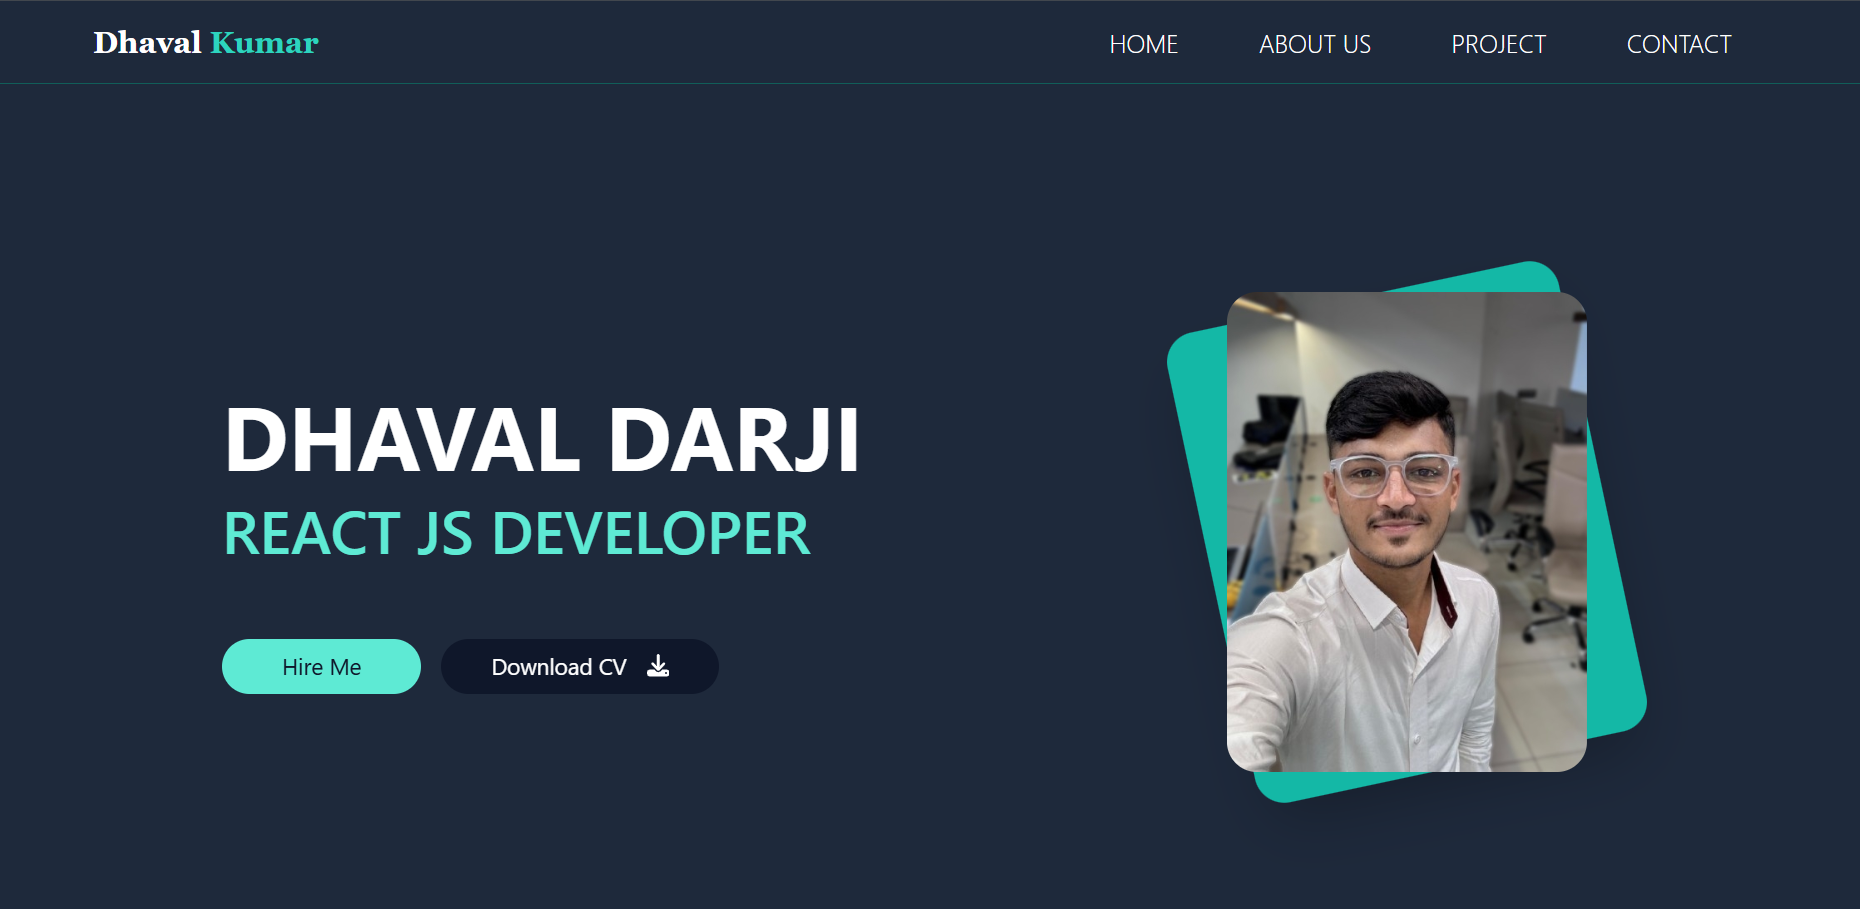 Dhaval Kumar
HOME ABOUT US PROJECT CONTACT
DHAVAL DARJI
REACT JS DEVELOPER
Hire Me Download CV